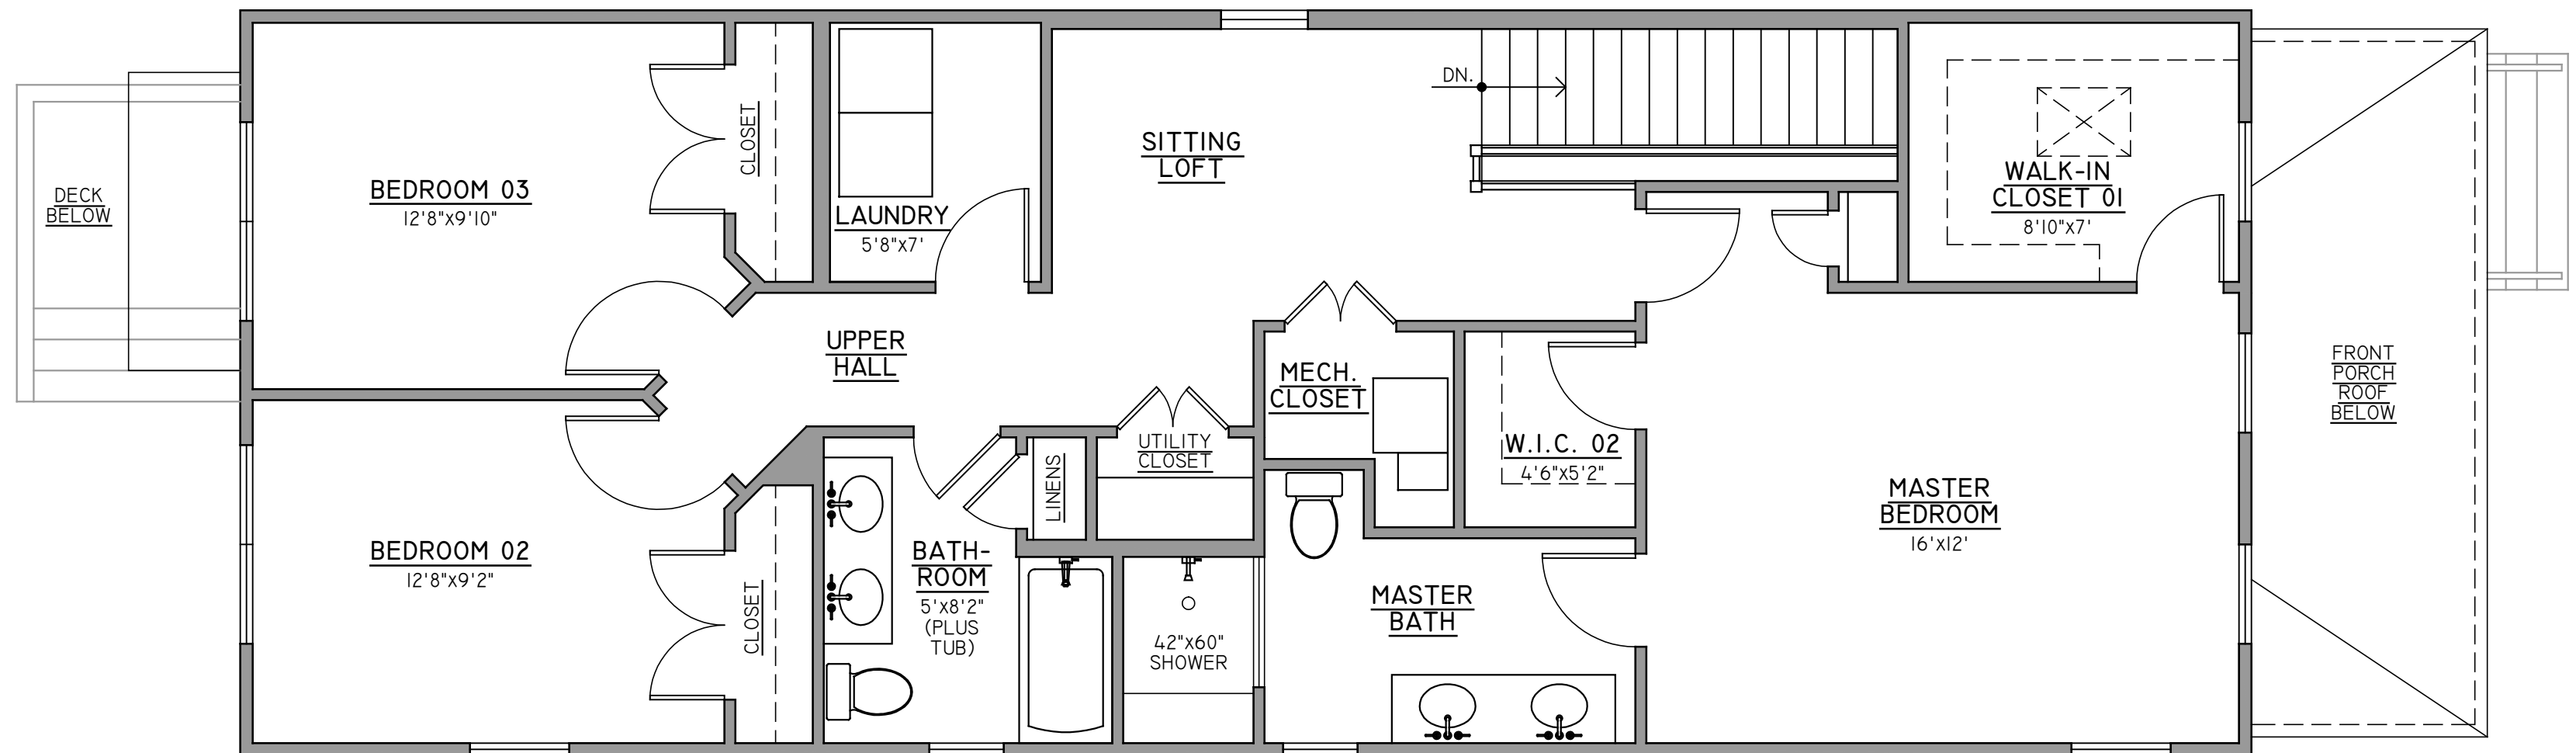 DECK
BELOW
BEDROOM 03
12'8"x9'10"
CLOSET
LAUNDRY
5'8"x7'
SITTING
LOFT
DN.
WALK-IN
CLOSET 01
8'10"x7'
UPPER
HALL
MECH.
CLOSET
W.I.C. 02
4'6"x5'2"
UTILITY
CLOSET
LINENS
BEDROOM 02
12'8"x9'2"
CLOSET
BATH-
ROOM
5'x8'2"
(PLUS
TUB)
42"x60"
SHOWER
MASTER
BATH
MASTER
BEDROOM
16'x12'
FRONT
PORCH
ROOF
BELOW